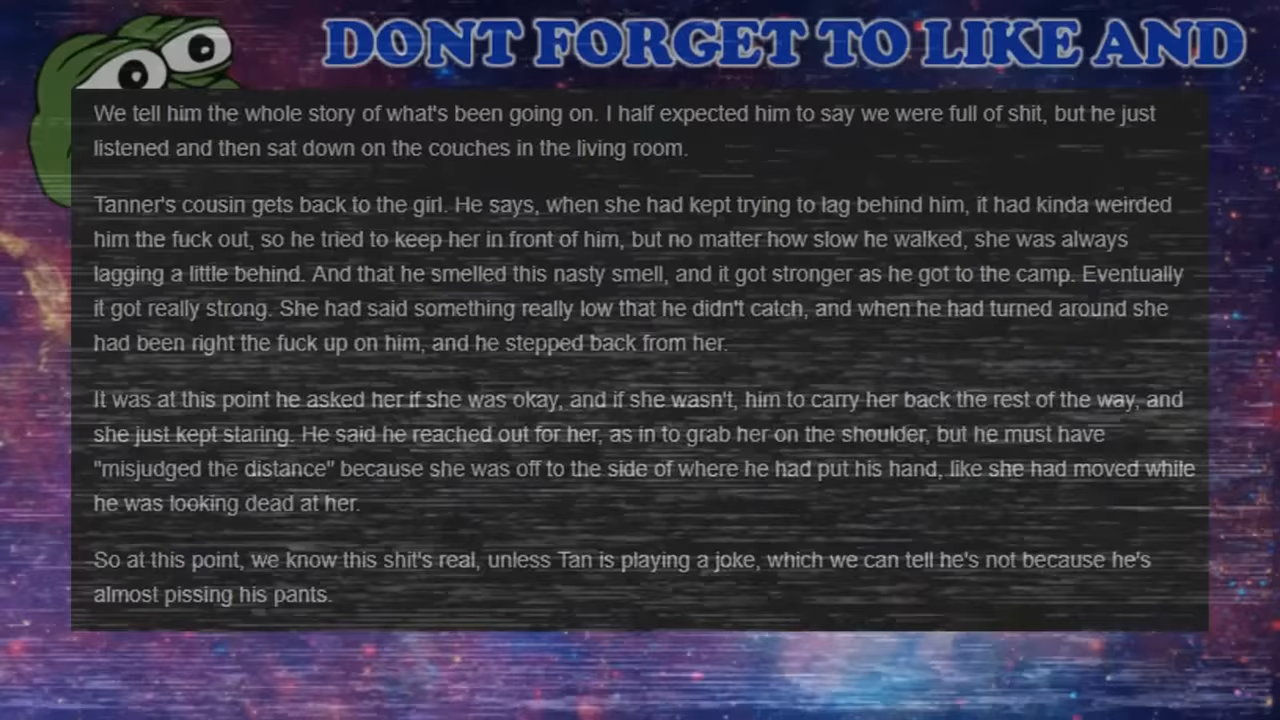 DONT FORGET TO LIKE AND
We tell him the whole story of what's been going on. I half expected him to say we were full of shit, but he just
listened and then sat down on the couches in the living room.
Tanner's cousin gets back to the girl. He says, when she had kept trying to lag behind him, it had kinda weirded
him the fuck out, so he tried to keep her in front of him, but no matter how slow he walked, she was always
lagging a little behind. And that he smelled this nasty smell, and it got stronger as he got to the camp. Eventually
it got really strong. She had said something really low that he didn't catch, and when he had turned around she
had been right the fuck up on him, and he stepped back from her.
It was at this point he asked her if she was okay, and if she wasn't, him to carry her back the rest of the way, and
she just kept staring. He said he reached out for her, as in to grab her on the shoulder, but he must have
"misjudged the distance" because she was off to the side of where he had put his hand, like she had moved while
he was looking dead at her.
So at this point, we know this shit's real, unless Tan is playing a joke, which we can tell he's not because he's
almost pissing his pants.